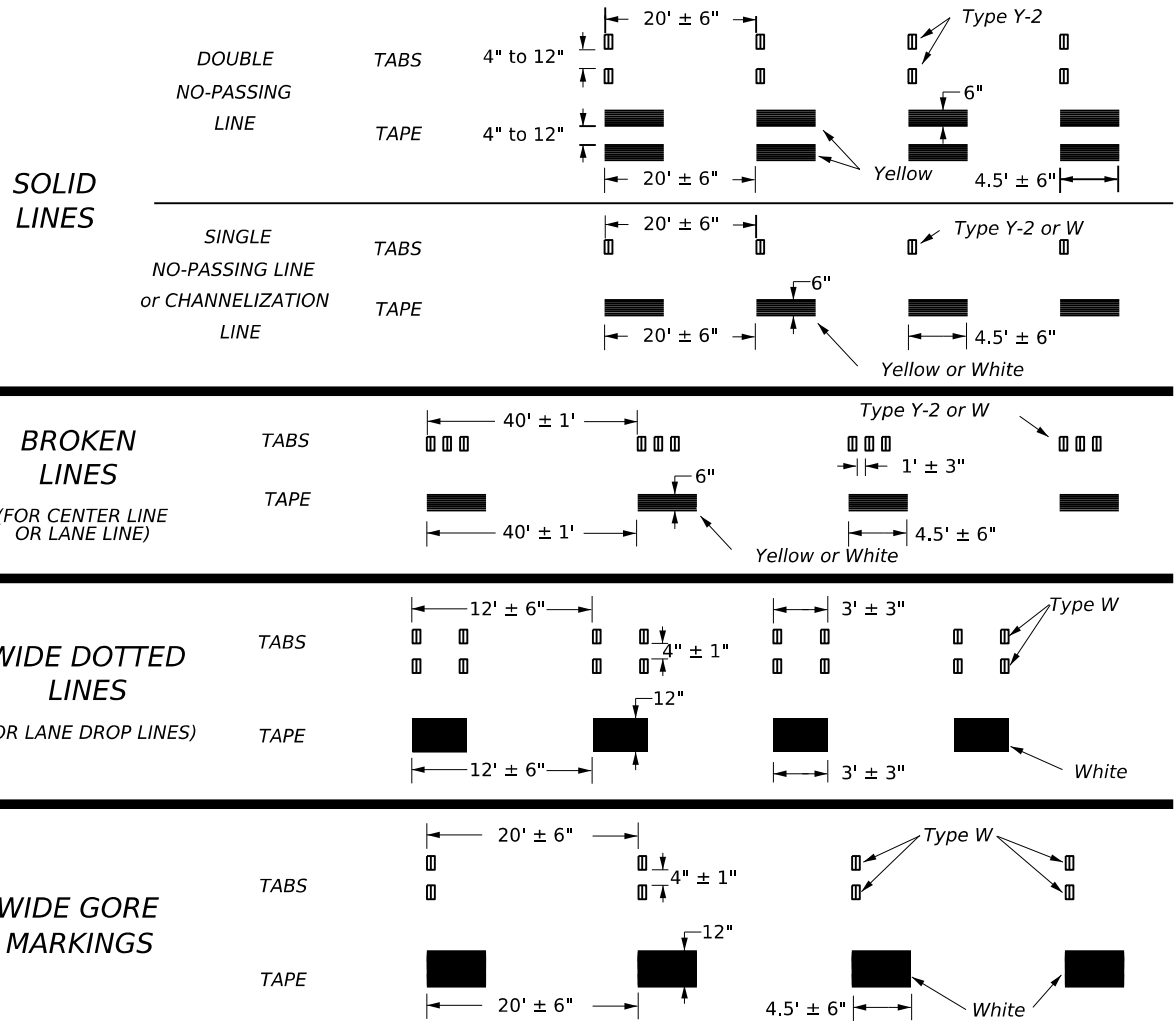 20' ± 6"
Type Y-2
DOUBLE
NO-PASSING
LINE
TABS
4" to 12"
TAPE
4" to 12"
6"
Yellow
20' ± 6"
4.5' ± 6"
SOLID
LINES
SINGLE
NO-PASSING LINE
or CHANNELIZATION
LINE
TABS
20' ± 6"
Type Y-2 or W
TAPE
6"
20' ± 6"
4.5' ± 6"
Yellow or White
BROKEN
LINES
(FOR CENTER LINE
OR LANE LINE)
TABS
40' ± 1'
Type Y-2 or W
1' ± 3"
TAPE
6"
40' ± 1'
4.5' ± 6"
Yellow or White
WIDE DOTTED
LINES
OR LANE DROP LINES)
TABS
12' ± 6"
3' ± 3"
Type W
4" ± 1"
TAPE
12"
12' ± 6"
3' ± 3"
White
WIDE GORE
MARKINGS
TABS
20' ± 6"
Type W
4" ± 1"
TAPE
12"
20' ± 6"
4.5' ± 6"
White